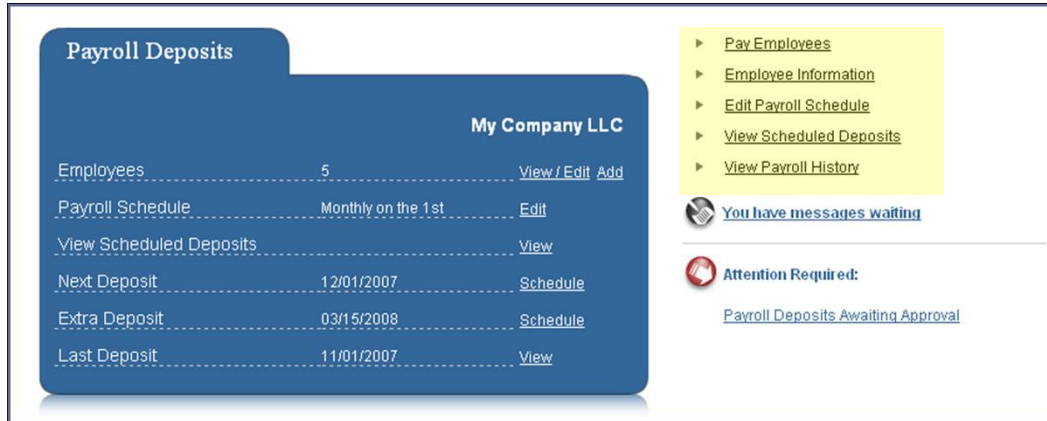 Payroll Deposits
My Company LLC
Employees 5 View / Edit Add
Payroll Schedule Monthly on the 1st Edit
View Scheduled Deposits View
Next Deposit 12/01/2007 Schedule
Extra Deposit 03/15/2008 Schedule
Last Deposit 11/01/2007 View
Pay Employees
Employee Information
Edit Payroll Schedule
View Scheduled Deposits
View Payroll History
You have messages waiting
Attention Required:
Payroll Deposits Awaiting Approval